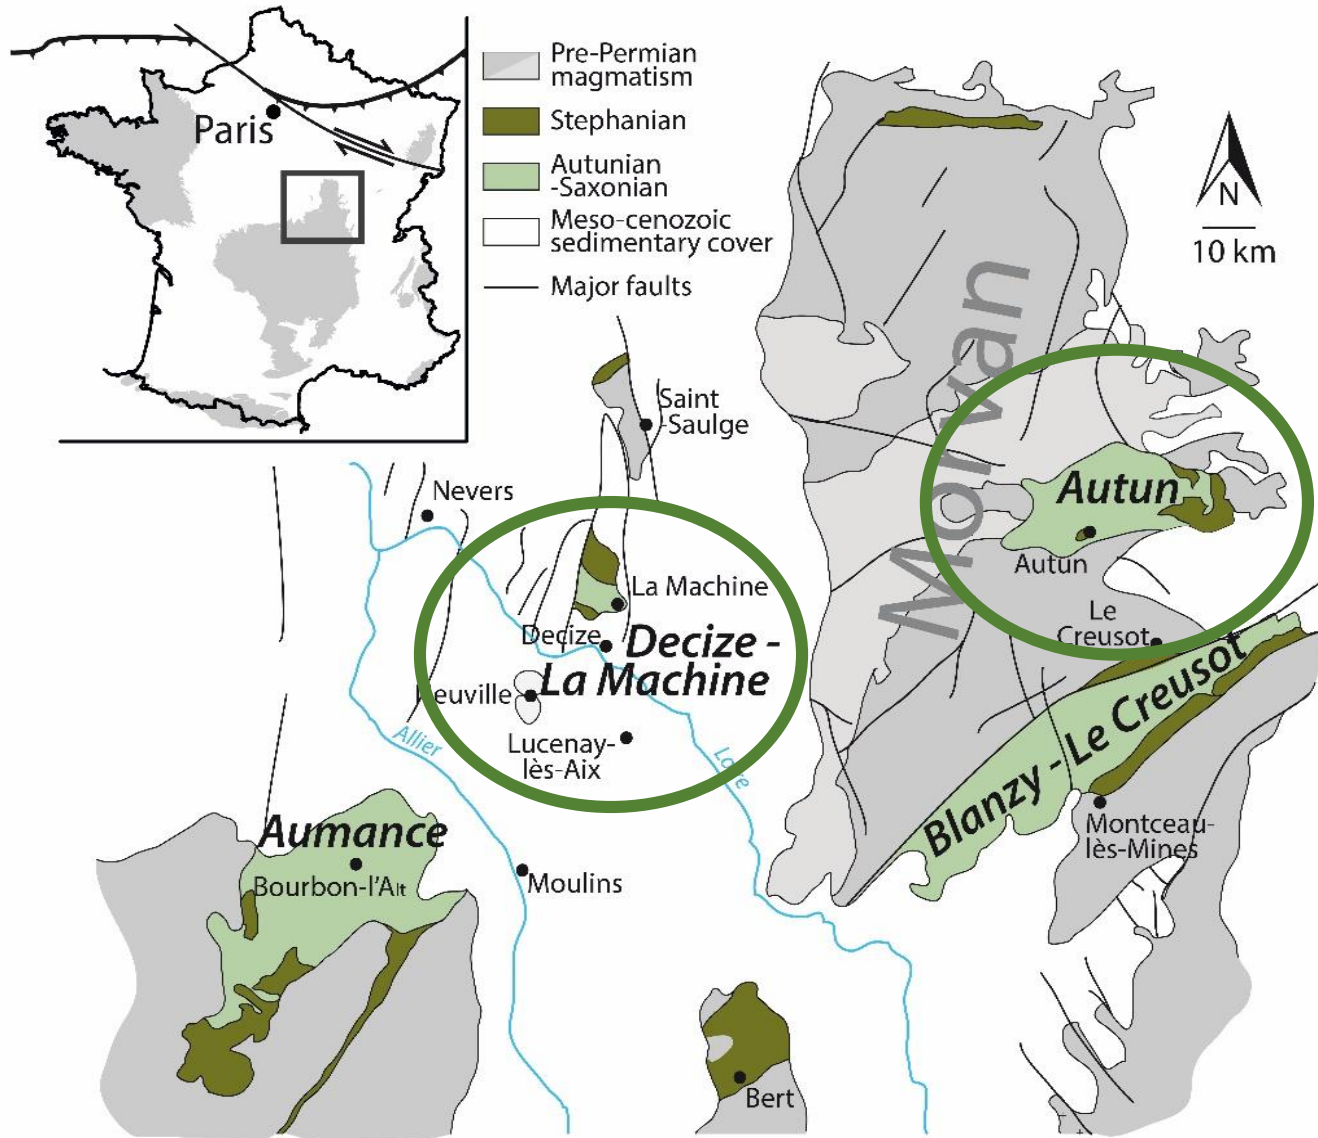 Paris
Pre-Permian
magmatism
Stephanian
Autunian
-Saxonian
Meso-cenozoic
sedimentary cover
Major faults
N
10 km
Morvan
Saint
-Saulge
Nevers
Autun
Autun
La Machine
Decize
Decize -
La Machine
Le
Creusot
Neuville
Allier
Lucenay-
lès-Aix
Loire
Blanzy - Le Creusot
Montceau-
lès-Mines
Aumance
Bourbon-l'Alt
Moulins
Bert